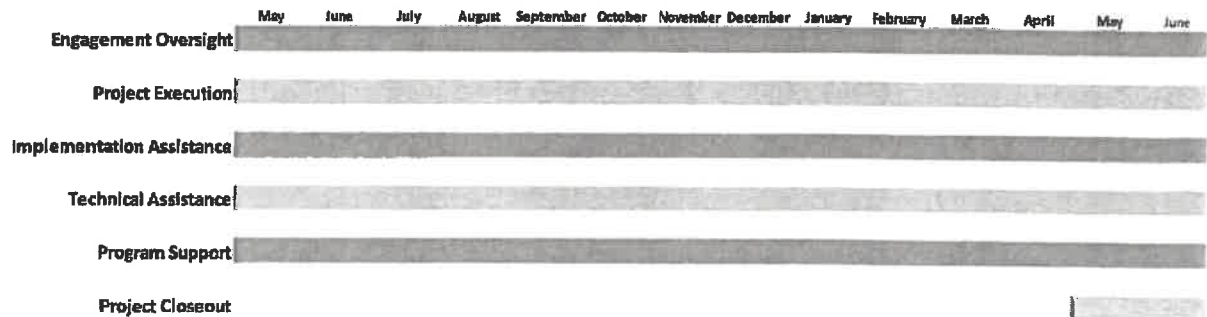 May June July August September October November December January February March April May June
Engagement Oversight
Project Execution
Implementation Assistance
Technical Assistance
Program Support
Project Closeout